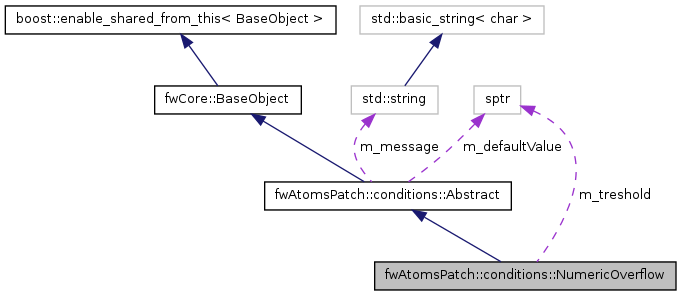 boost::enable_shared_from_this< BaseObject >
std::basic_string< char >
fwCore::BaseObject
std::string
sptr
m_message
m_defaultValue
fwAtomsPatch::conditions::Abstract
m_treshold
fwAtomsPatch::conditions::NumericOverflow